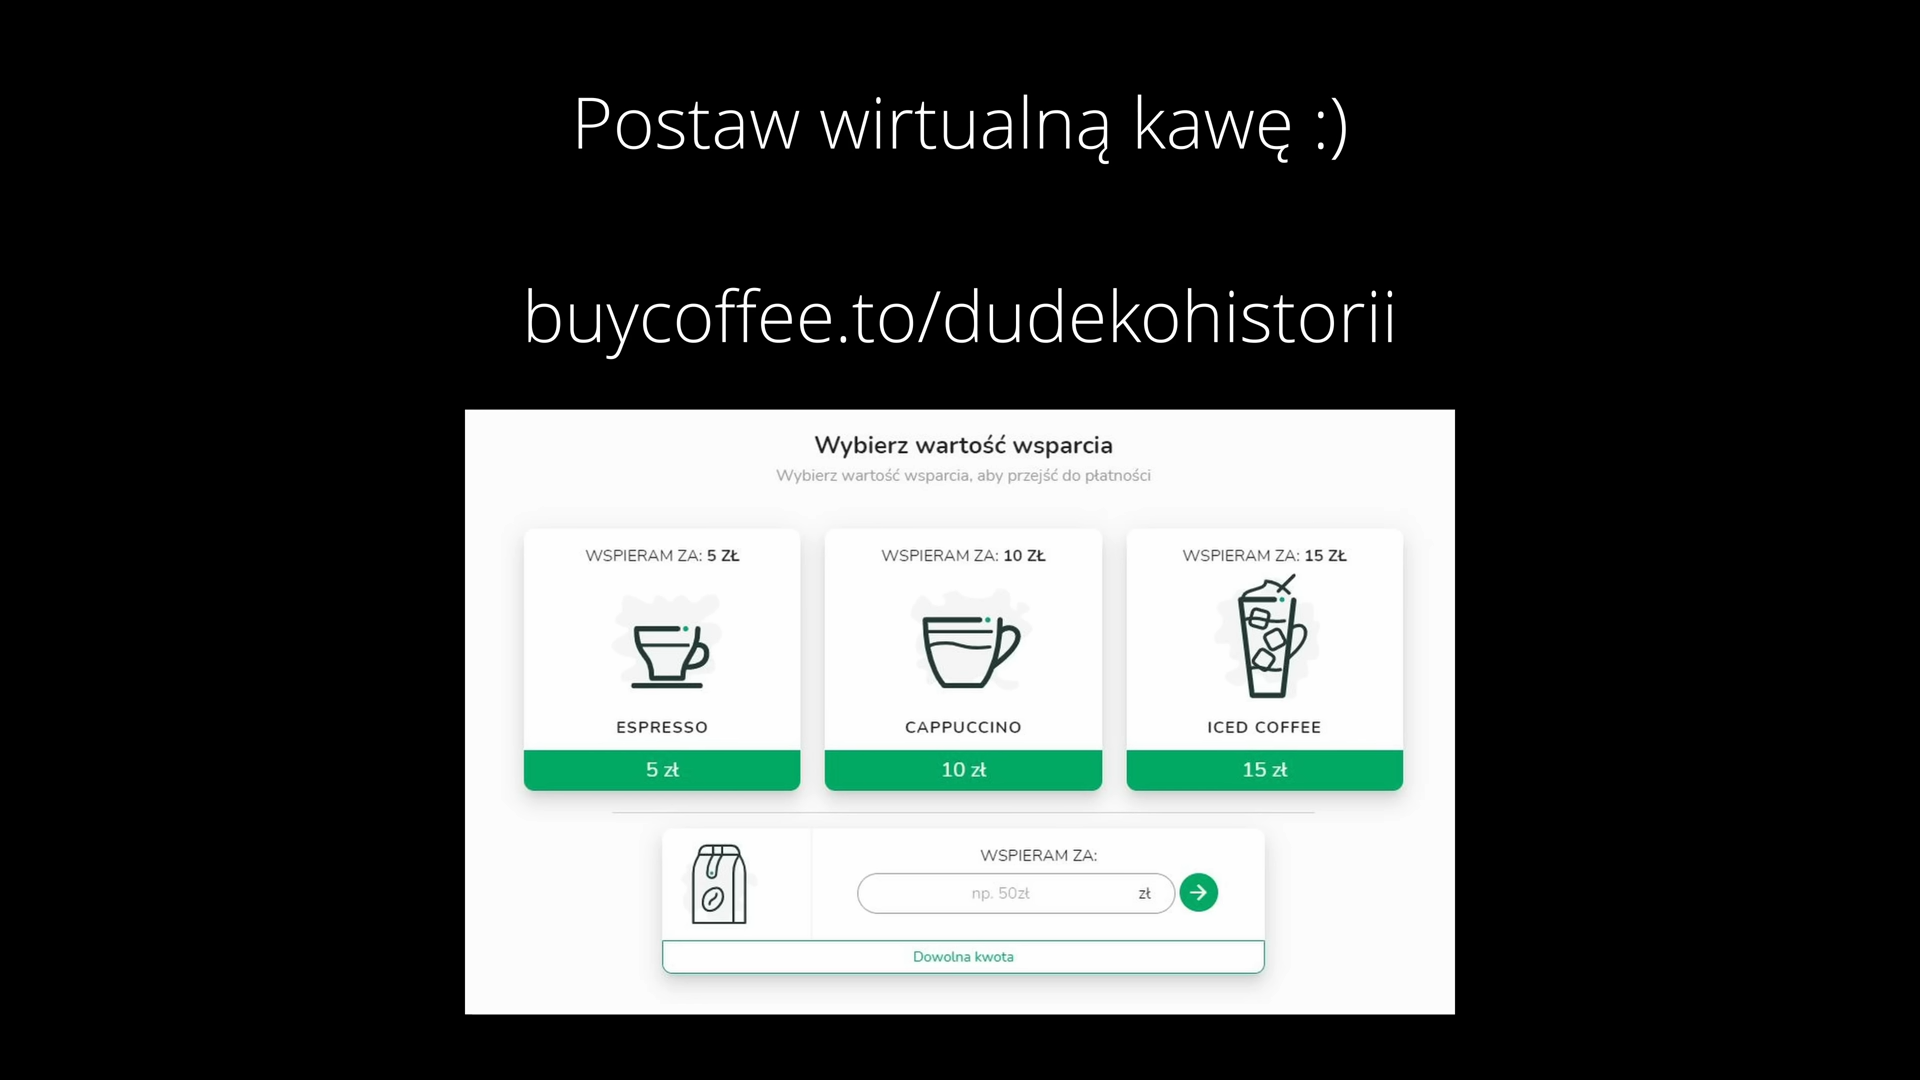 Postaw wirtualną kawę :)
buycoffee.to/dudekohistorii
Wybierz wartość wsparcia
Wybierz wartość wsparcia, aby przejść do płatności
WSPIERAM ZA: 5 ZŁ
ESPRESSO
5 zł
WSPIERAM ZA: 10 ZŁ
CAPPUCCINO
10 zł
WSPIERAM ZA: 15 ZŁ
ICED COFFEE
15 zł
WSPIERAM ZA:
np. 50zł zł
Dowolna kwota